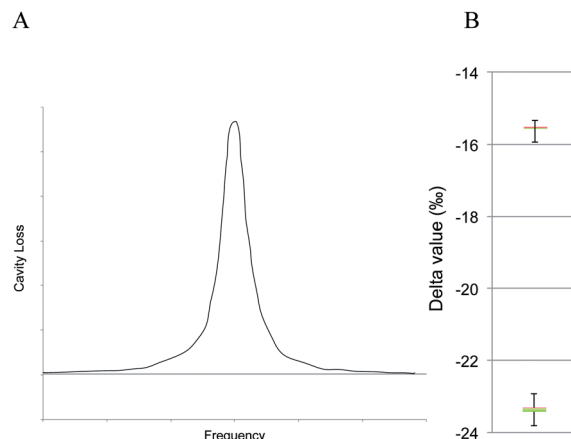 A
B
Cavity Loss
Frequency
Delta value (‰)
-14
-16
-18
-20
-22
-24